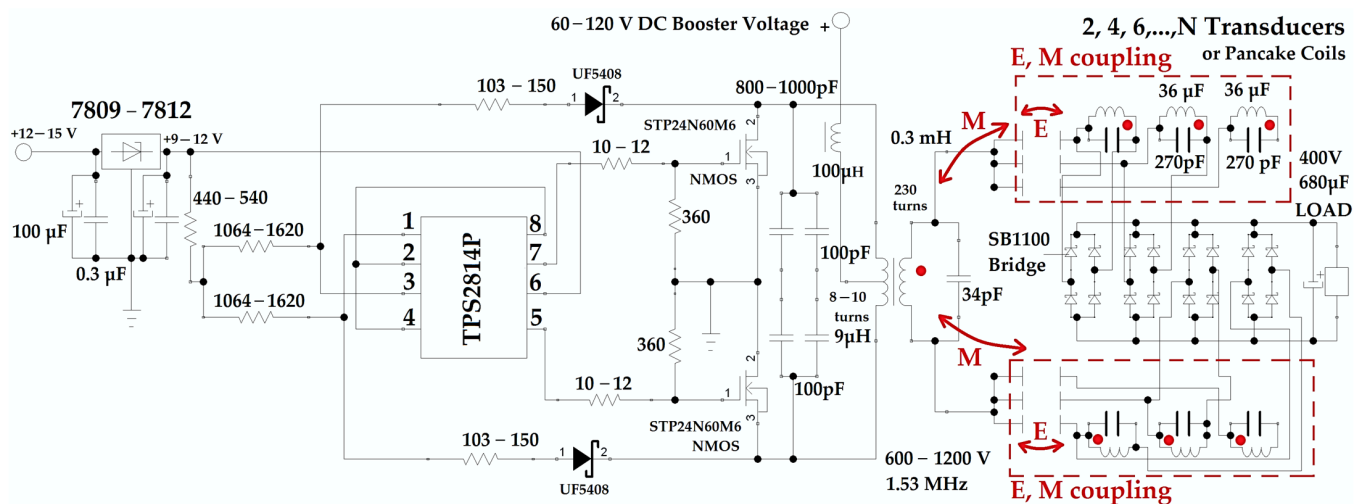 60–120 V DC Booster Voltage +
2, 4, 6,...,N Transducers
or Pancake Coils
E, M coupling
UF5408
1 2
103–150
800–1000pF
36 µF 36 µF
7809–7812
+12–15 V
+9–12 V
STP24N60M6
2
1
3
NMOS
10–12
M
E
0.3 mH
270pF 270 pF
100µH
400V
680µF
LOAD
230
turns
440–540
1064–1620
100 µF
0.3 µF
1064–1620
360
1 8
2 7
3 6
4 5
TPS2814P
100pF
SB1100
Bridge
8–10
turns
9µH
34pF
360
M
10–12
2
1
3
100pF
STP24N60M6
NMOS
103–150
1 2
UF5408
E
600–1200 V
1.53 MHz
E, M coupling